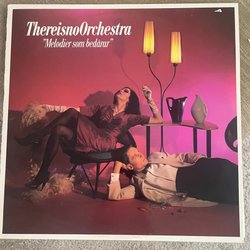 ThereisnoOrchestra
"Melodier som bedårar"